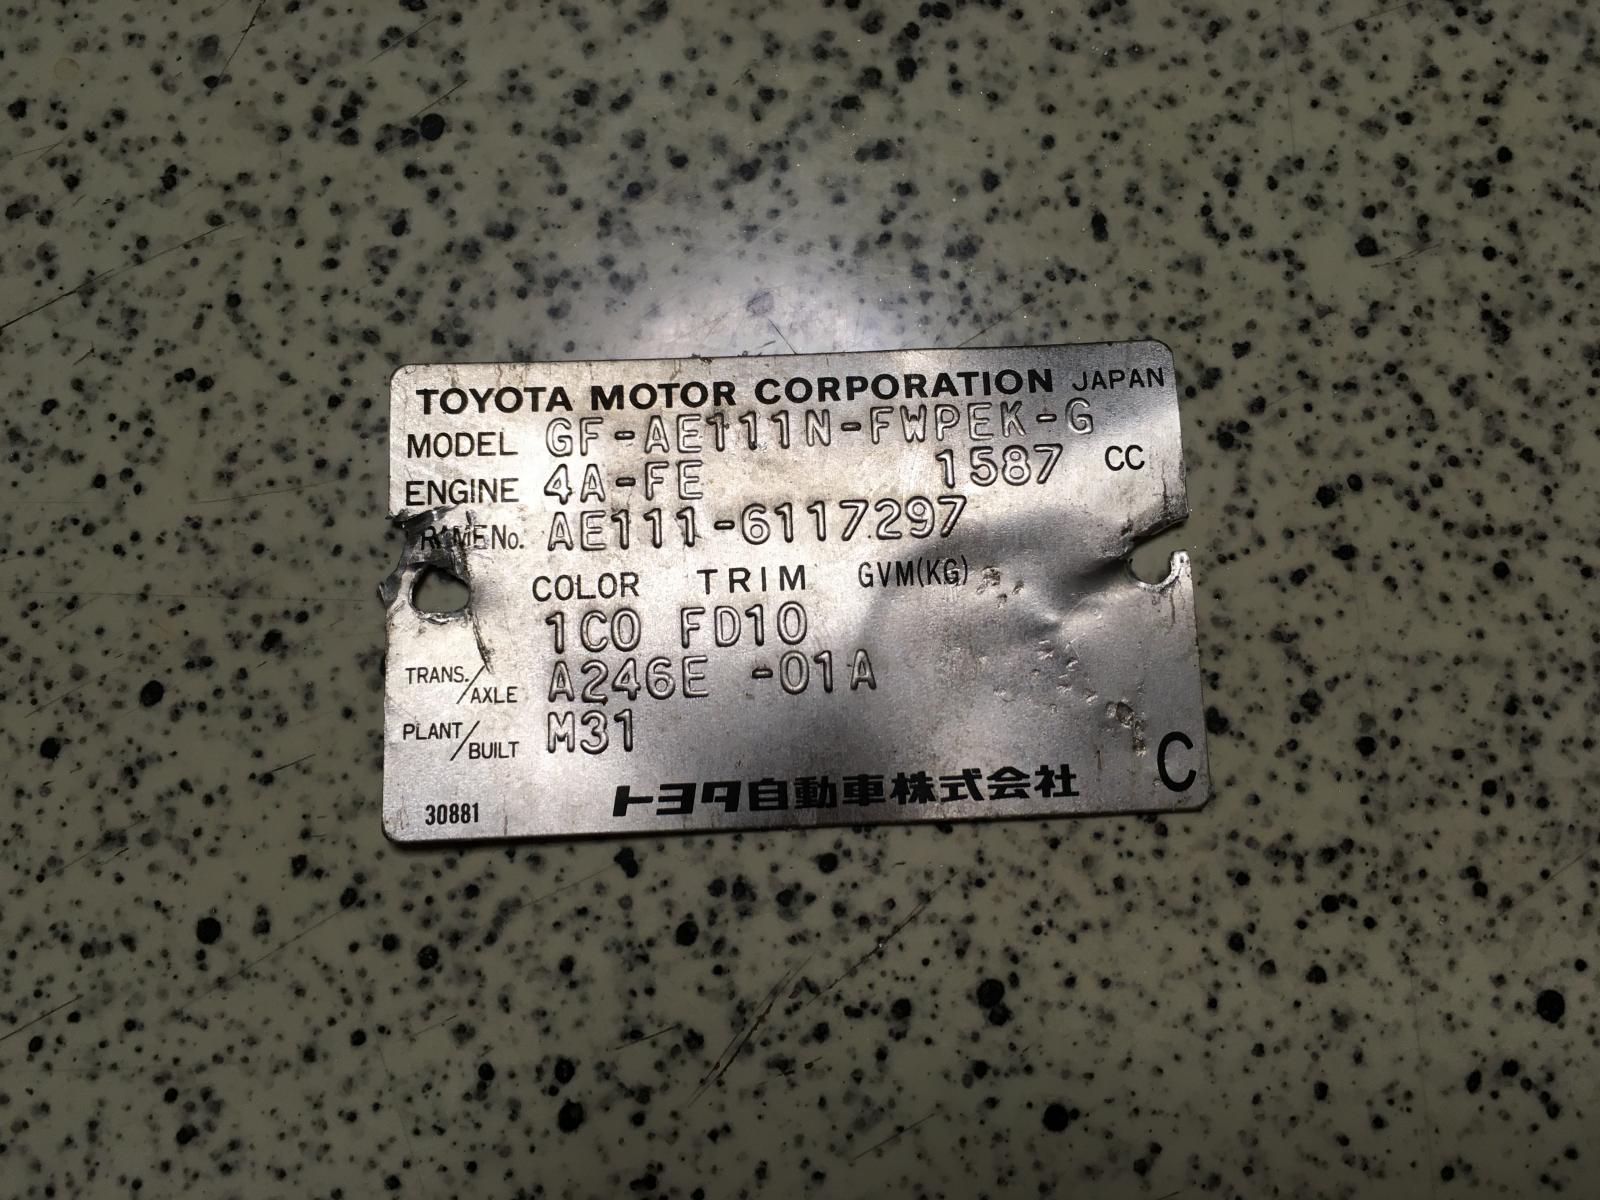 TOYOTA MOTOR CORPORATION JAPAN
MODEL GF-AE111N-FWPEK-G
ENGINE 4A-FE 1587 CC
RAME No. AE111-6117297
COLOR TRIM GVM(KG)
1C0 FD10
TRANS./AXLE A246E -01A
PLANT/BUILT M31
トヨタ自動車株式会社 C
30881